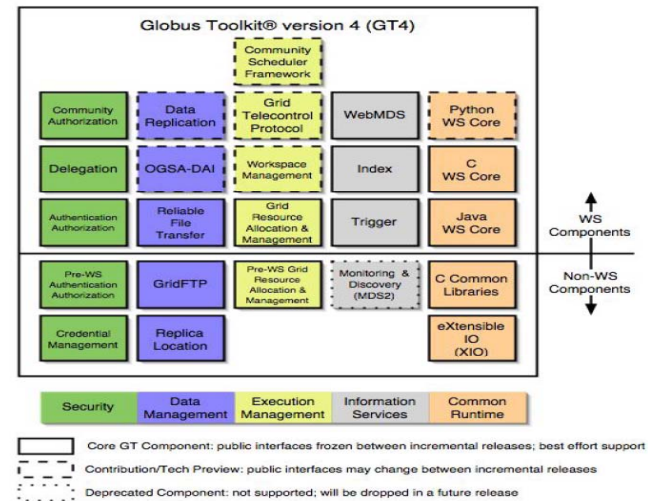 Globus Toolkit® version 4 (GT4)
Community
Scheduler
Framework
Community
Authorization
Data
Replication
Grid
Telecontrol
Protocol
WebMDS
Python
WS Core
Delegation
OGSA-DAI
Workspace
Management
Index
C
WS Core
Authentication
Authorization
Reliable
File
Transfer
Grid
Resource
Allocation &
Management
Trigger
Java
WS Core
WS
Components
Pre-WS
Authentication
Authorization
GridFTP
Pre-WS Grid
Resource
Allocation &
Management
Monitoring &
Discovery
(MDS2)
C Common
Libraries
Non-WS
Components
Credential
Management
Replica
Location
eXtensible
IO
(XIO)
Security
Data
Management
Execution
Management
Information
Services
Common
Runtime
Core GT Component: public interfaces frozen between incremental releases; best effort support
Contribution/Tech Preview: public interfaces may change between incremental releases
Deprecated Component: not supported; will be dropped in a future release